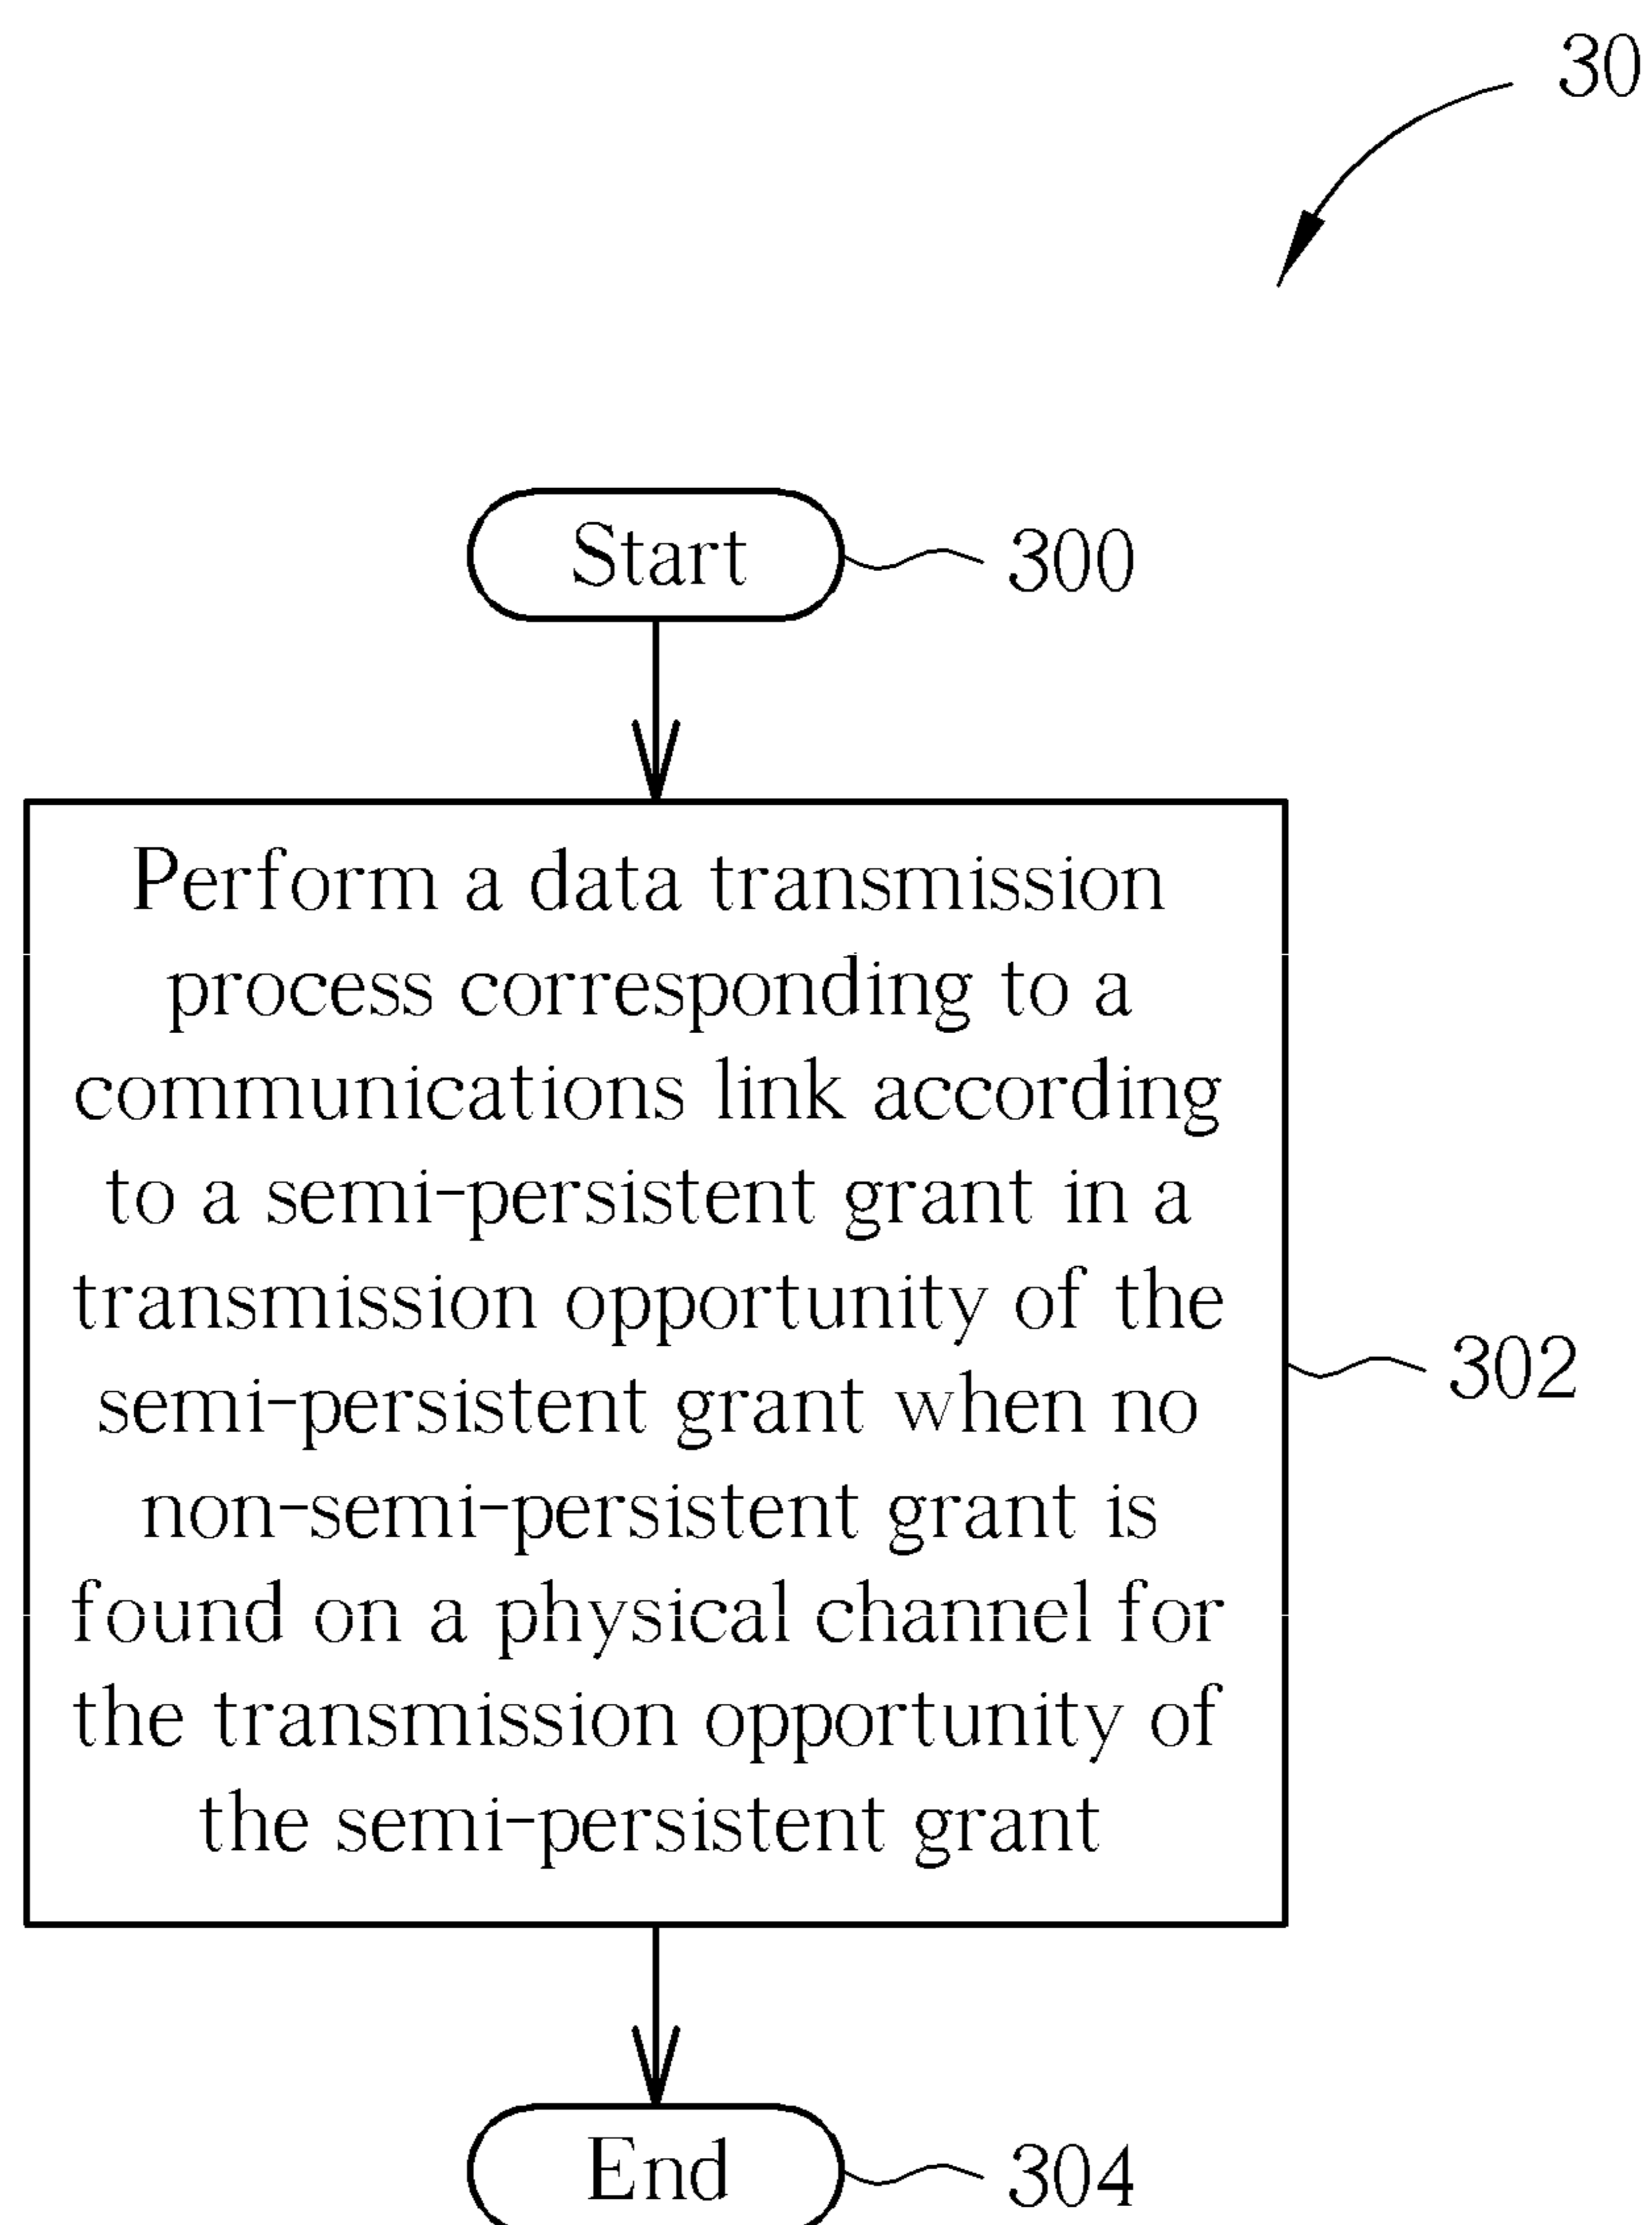 30
Start
300
Perform a data transmission
process corresponding to a
communications link according
to a semi-persistent grant in a
transmission opportunity of the
semi-persistent grant when no
non-semi-persistent grant is
found on a physical channel for
the transmission opportunity of
the semi-persistent grant
302
End
304